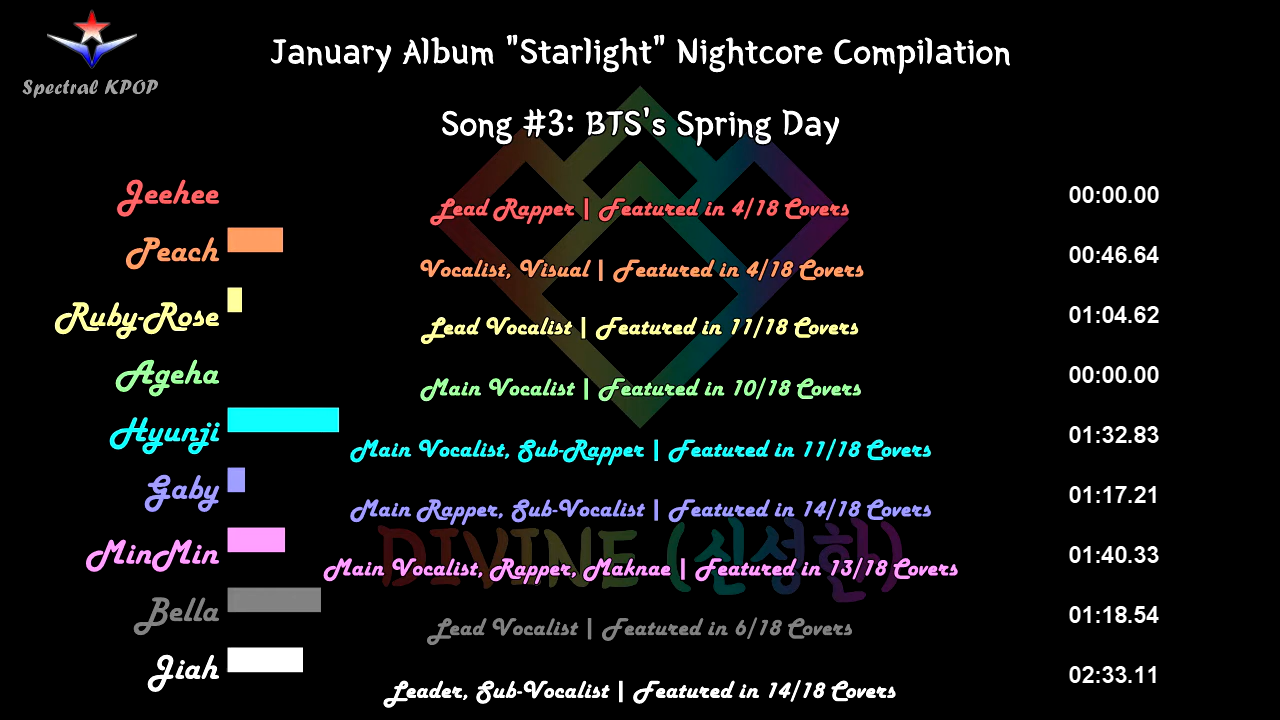 January Album "Starlight" Nightcore Compilation
Spectral KPOP
Song #3: BTS's Spring Day
Jeehee
Lead Rapper | Featured in 4/18 Covers
00:00.00
Peach
Vocalist, Visual | Featured in 4/18 Covers
00:46.64
Ruby-Rose
Lead Vocalist | Featured in 11/18 Covers
01:04.62
Ageha
Main Vocalist | Featured in 10/18 Covers
00:00.00
Hyunji
Main Vocalist, Sub-Rapper | Featured in 11/18 Covers
01:32.83
Gaby
Main Rapper, Sub-Vocalist | Featured in 14/18 Covers
01:17.21
DIVINE (신성한)
MinMin
Main Vocalist, Rapper, Maknae | Featured in 13/18 Covers
01:40.33
Bella
Lead Vocalist | Featured in 6/18 Covers
01:18.54
Jiah
Leader, Sub-Vocalist | Featured in 14/18 Covers
02:33.11